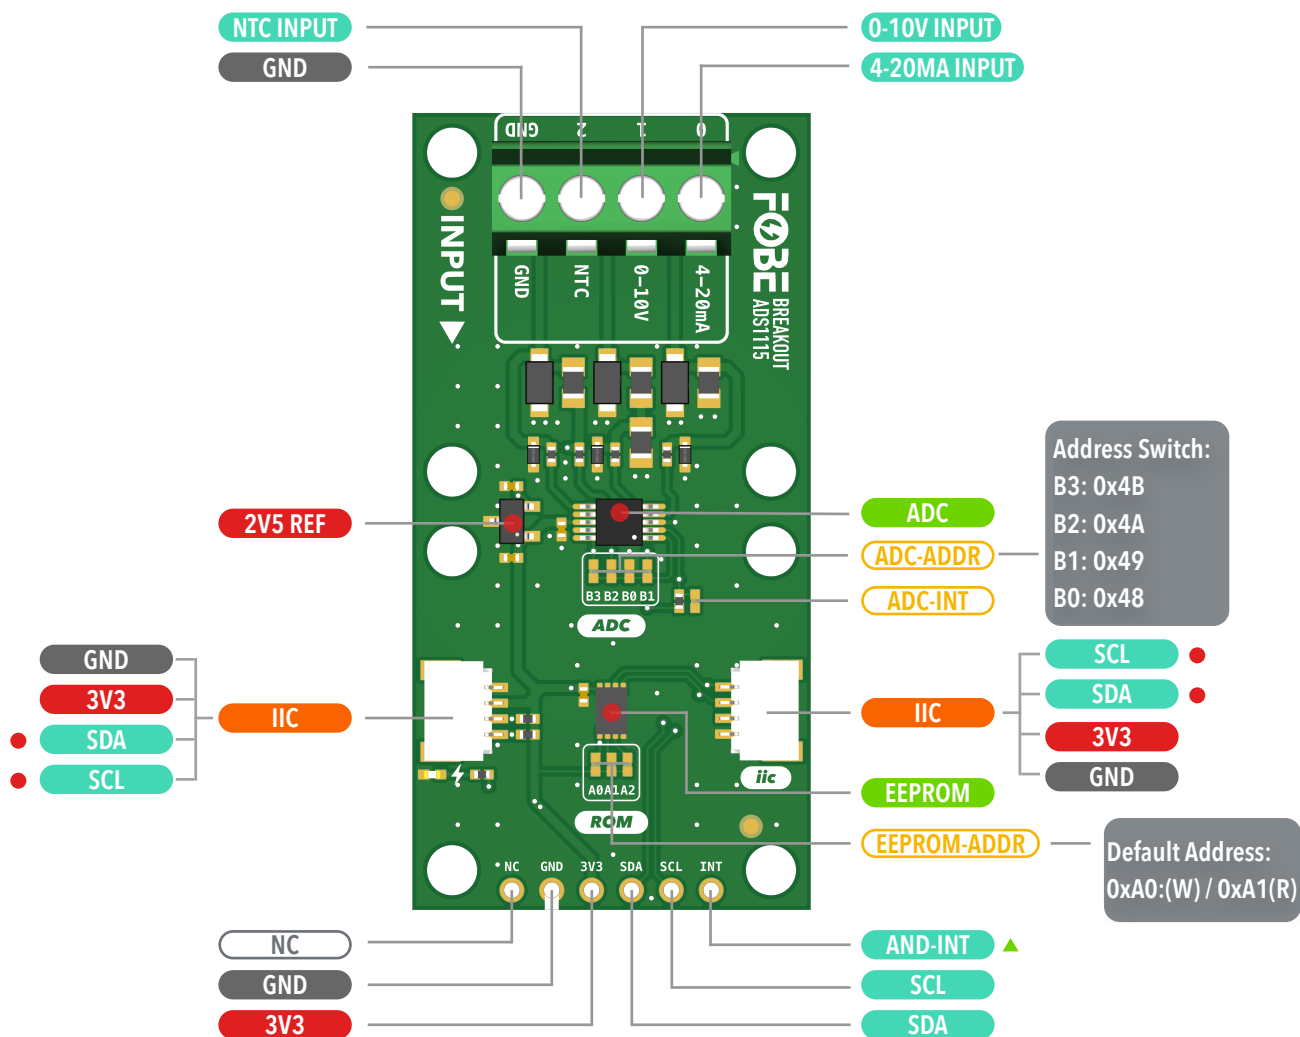 NTC INPUT
GND
0-10V INPUT
4-20MA INPUT
GND
2
1
0
INPUT
GND
NTC
0-10V
4-20mA
FOBE
BREAKOUT
ADS1115
2V5 REF
ADC
ADC-ADDR
ADC-INT
Address Switch:
B3: 0x4B
B2: 0x4A
B1: 0x49
B0: 0x48
B3 B2 B0 B1
ADC
GND
3V3
SDA
SCL
IIC
IIC
SCL
SDA
3V3
GND
iic
A0A1A2
ROM
EEPROM
EEPROM-ADDR
Default Address:
0xA0:(W) / 0xA1(R)
NC GND 3V3 SDA SCL INT
NC
GND
3V3
AND-INT
SCL
SDA